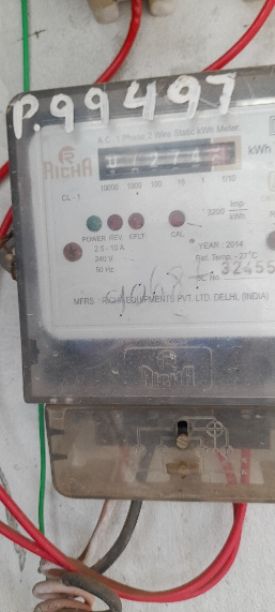 P.99497
A.C. 1 Phase 2 Wire Static kWh Meter
RICHA
kWh
CL-1
10000 1000 100 10 1 1/10
3200 Imp/kWh
POWER REV EFLT CAL
2.5-10 A
240 V
50 Hz
YEAR : 2014
Ref. Temp. -27°C
No. 32455
MFRS : RICHA EQUIPMENTS PVT. LTD. DELHI, (INDIA)
RICHA